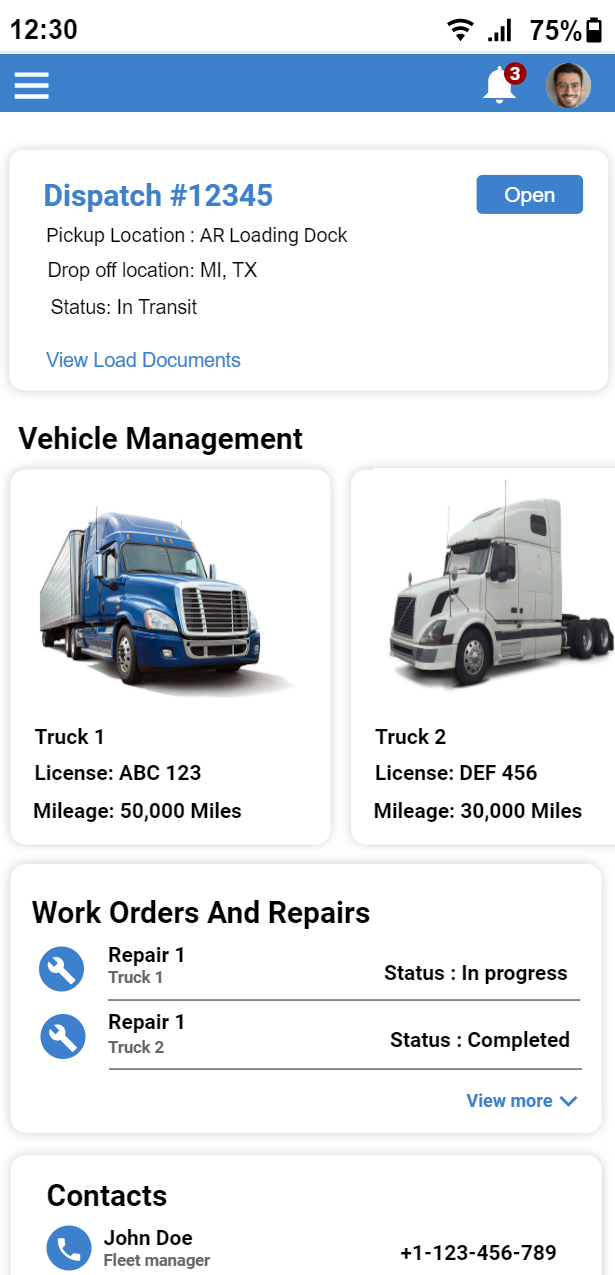 12:30
75%
3
Dispatch #12345
Open
Pickup Location : AR Loading Dock
Drop off location: MI, TX
Status: In Transit
View Load Documents
Vehicle Management
Truck 1
License: ABC 123
Mileage: 50,000 Miles
Truck 2
License: DEF 456
Mileage: 30,000 Miles
Work Orders And Repairs
Repair 1
Truck 1
Status : In progress
Repair 1
Truck 2
Status : Completed
View more
Contacts
John Doe
Fleet manager
+1-123-456-789